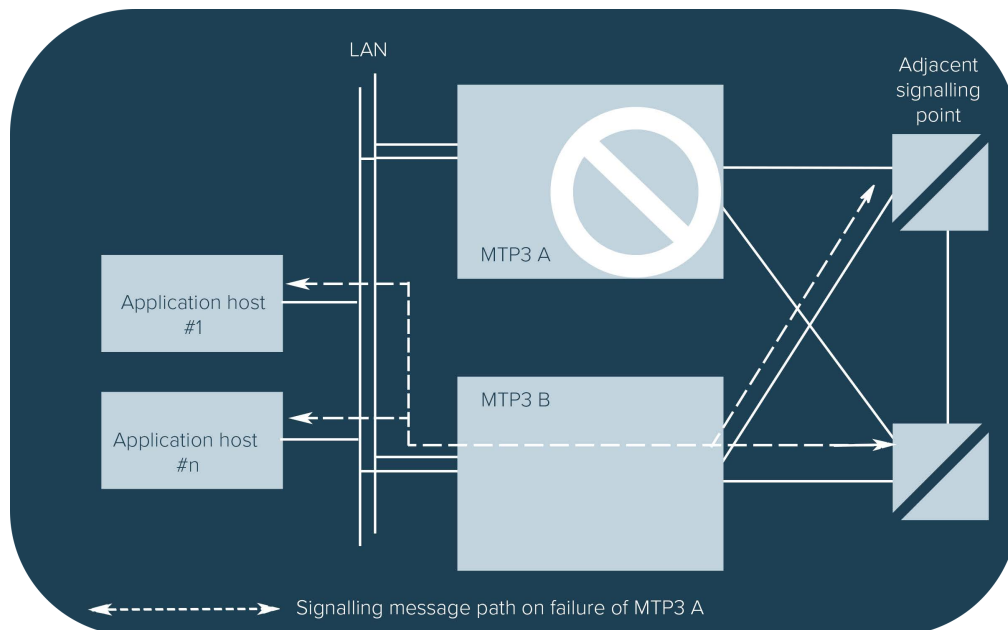 LAN
Adjacent
signalling
point
MTP3 A
Application host
#1
MTP3 B
Application host
#n
Signalling message path on failure of MTP3 A